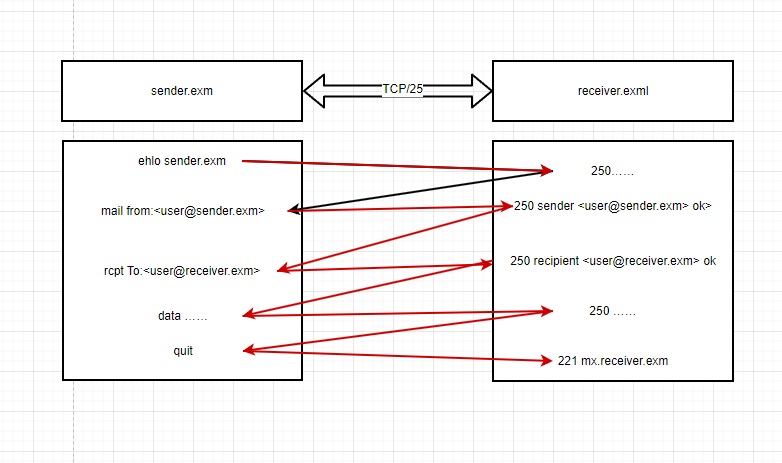 sender.exm
TCP/25
receiver.exml
ehlo sender.exm
250……
mail from:<user@sender.exm>
250 sender <user@sender.exm> ok>
rcpt To:<user@receiver.exm>
250 recipient <user@receiver.exm> ok
data ……
250 ……
quit
221 mx.receiver.exm